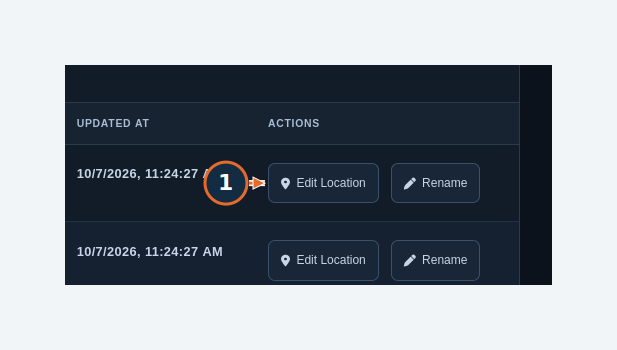 UPDATED AT ACTIONS
10/7/2026, 11:24:27 1 Edit Location Rename
10/7/2026, 11:24:27 AM Edit Location Rename